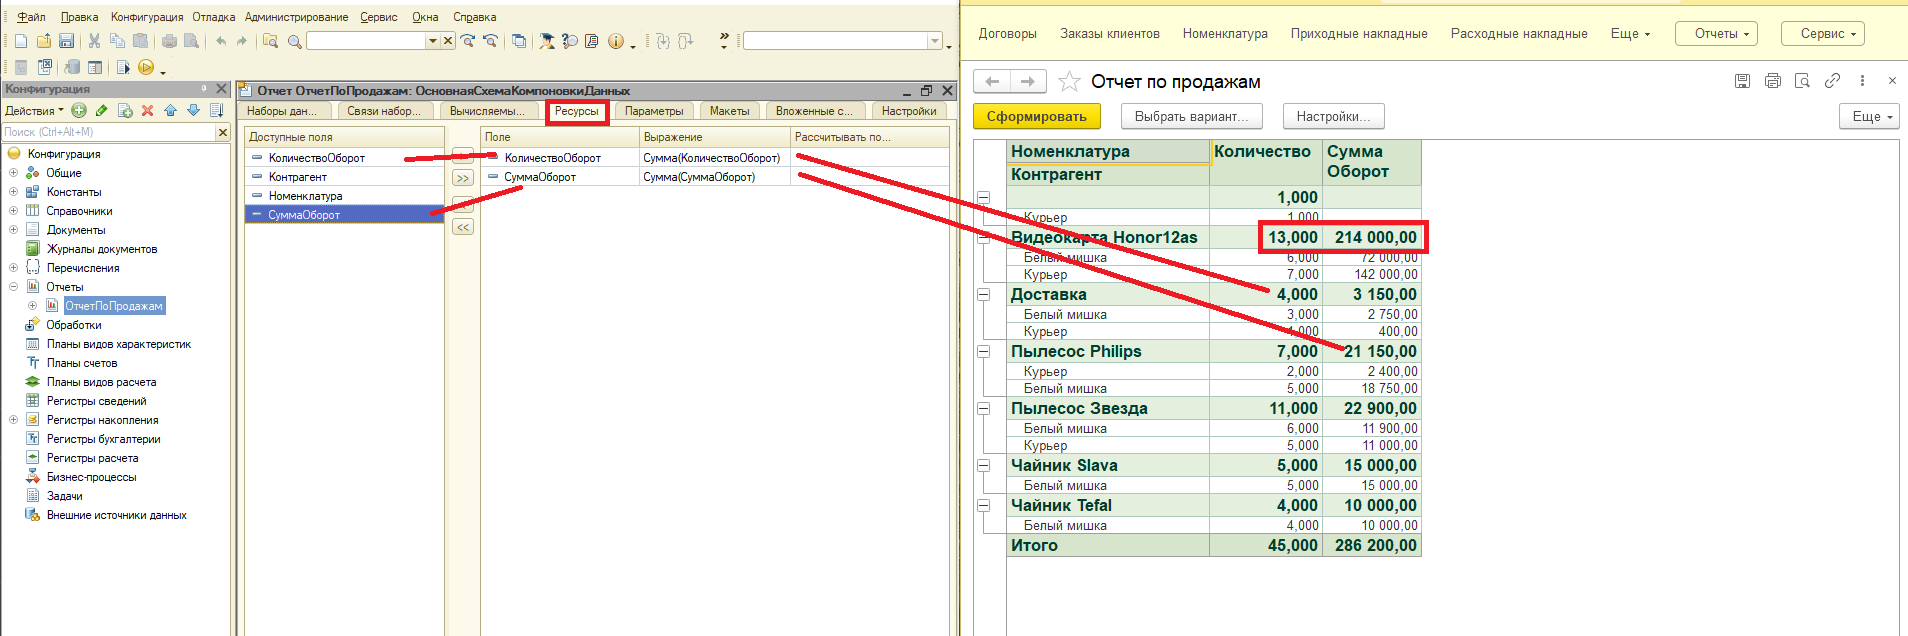 Файл Правка Конфигурация Отладка Администрирование Сервис Окна Справка
Конфигурация
Действия
Поиск (Ctrl+Alt+M)
Конфигурация
Общие
Константы
Справочники
Документы
Журналы документов
Перечисления
Отчеты
ОтчетПоПродажам
Обработки
Планы видов характеристик
Планы счетов
Планы видов расчета
Регистры сведений
Регистры накопления
Регистры бухгалтерии
Регистры расчета
Бизнес-процессы
Задачи
Внешние источники данных
Отчет ОтчетПоПродажам: ОсновнаяСхемаКомпоновкиДанных
Наборы дан... Связи набор... Вычисляемы... Ресурсы Параметры Макеты Вложенные с... Настройки
Доступные поля
КоличествоОборот
Контрагент
Номенклатура
СуммаОборот
>>
<<
Поле Выражение Рассчитывать по...
КоличествоОборот Сумма(КоличествоОборот)
СуммаОборот Сумма(СуммаОборот)
Договоры Заказы клиентов Номенклатура Приходные накладные Расходные накладные Еще Отчеты Сервис
Отчет по продажам
Сформировать Выбрать вариант... Настройки... Еще
Номенклатура Количество Сумма Оборот
Контрагент
1,000
Курьер 1,000
Видеокарта Honor12as 13,000 214 000,00
Белый мишка 6,000 72 000,00
Курьер 7,000 142 000,00
Доставка 4,000 3 150,00
Белый мишка 3,000 2 750,00
Курьер 1,000 400,00
Пылесос Philips 7,000 21 150,00
Курьер 2,000 2 400,00
Белый мишка 5,000 18 750,00
Пылесос Звезда 11,000 22 900,00
Белый мишка 6,000 11 900,00
Курьер 5,000 11 000,00
Чайник Slava 5,000 15 000,00
Белый мишка 5,000 15 000,00
Чайник Tefal 4,000 10 000,00
Белый мишка 4,000 10 000,00
Итого 45,000 286 200,00